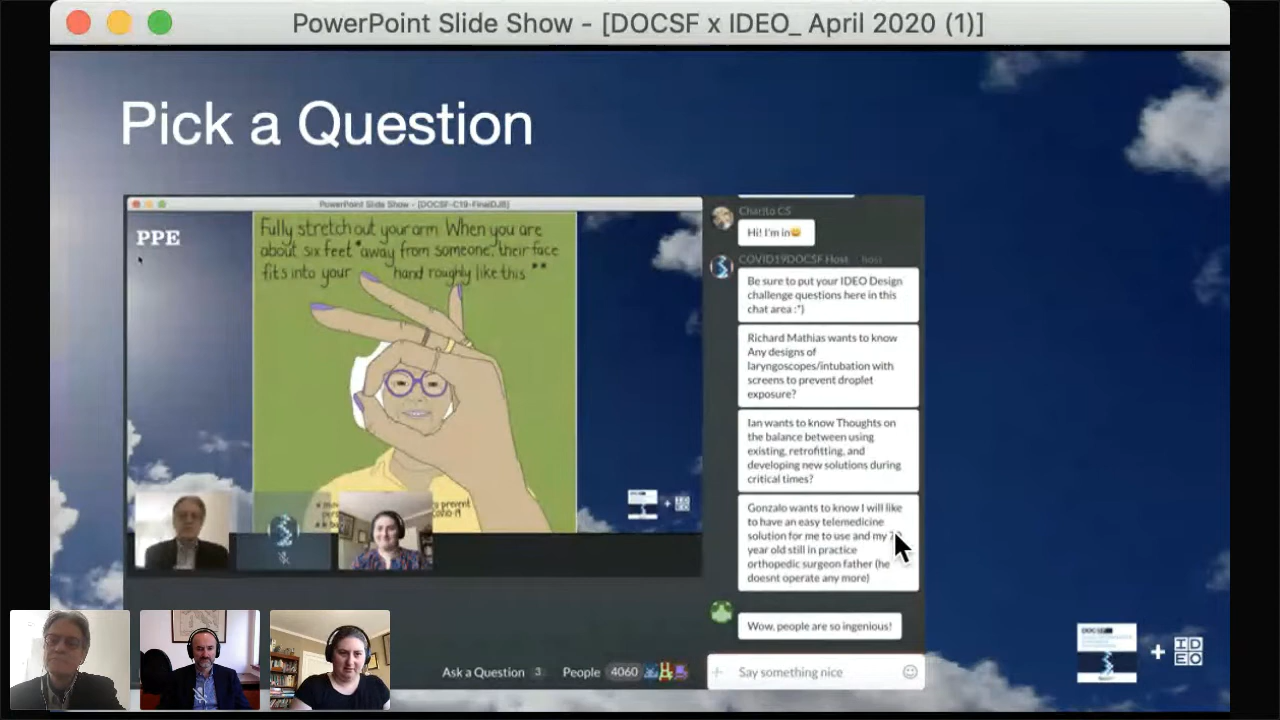 PowerPoint Slide Show - [DOCSF x IDEO_ April 2020 (1)]
Pick a Question
PowerPoint Slide Show - [DOCSF-C19-FinalDJB]
PPE
Fully stretch out your arm. When you are
about six feet* away from someone, their face
fits into your hand roughly like this **
Charito CS
Hi! I'm in😀
COVID19DOCSF Host host
Be sure to put your IDEO Design
challenge questions here in this
chat area :")
Richard Mathias wants to know
Any designs of
laryngoscopes/intubation with
screens to prevent droplet
exposure?
Ian wants to know Thoughts on
the balance between using
existing, retrofitting, and
developing new solutions during
critical times?
Gonzalo wants to know I will like
to have an easy telemedicine
solution for me to use and my
year old still in practice
orthopedic surgeon father (he
doesnt operate any more)
Wow, people are so ingenious!
Ask a Question 3 People 4060
Say something nice
DOCSF
+
IDEO